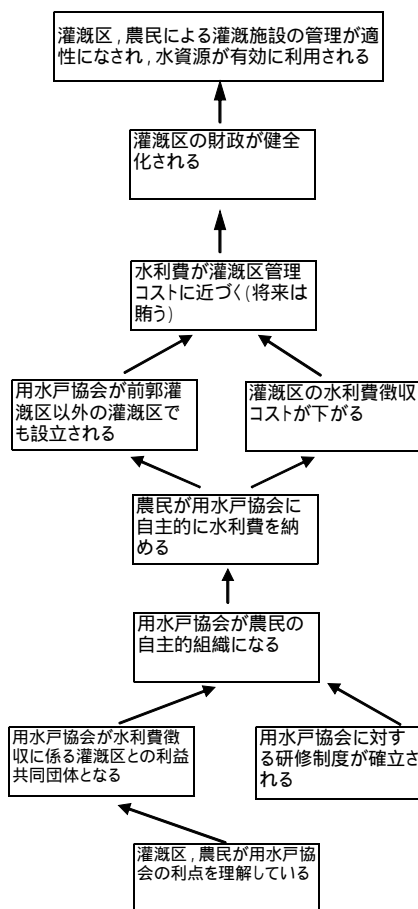 灌漑区，農民による灌漑施設の管理が適
性になされ，水資源が有効に利用される
灌漑区の財政が健全
化される
水利費が灌漑区管理
コストに近づく(将来は
賄う)
用水戸協会が前郭灌
漑区以外の灌漑区で
も設立される
灌漑区の水利費徴収
コストが下がる
農民が用水戸協会に
自主的に水利費を納
める
用水戸協会が農民の
自主的組織になる
用水戸協会が水利費徴
収に係る灌漑区との利益
共同団体となる
用水戸協会に対す
る研修制度が確立さ
れる
灌漑区，農民が用水戸協
会の利点を理解している